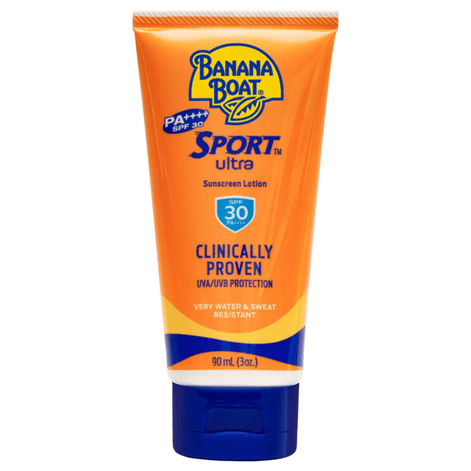 BANANA
BOAT®
PA++++
SPF 30
SPORT™
ultra
Sunscreen Lotion
SPF
30
PA++++
CLINICALLY
PROVEN
UVA/UVB PROTECTION
VERY WATER & SWEAT
RESISTANT
90 mL (3oz.)